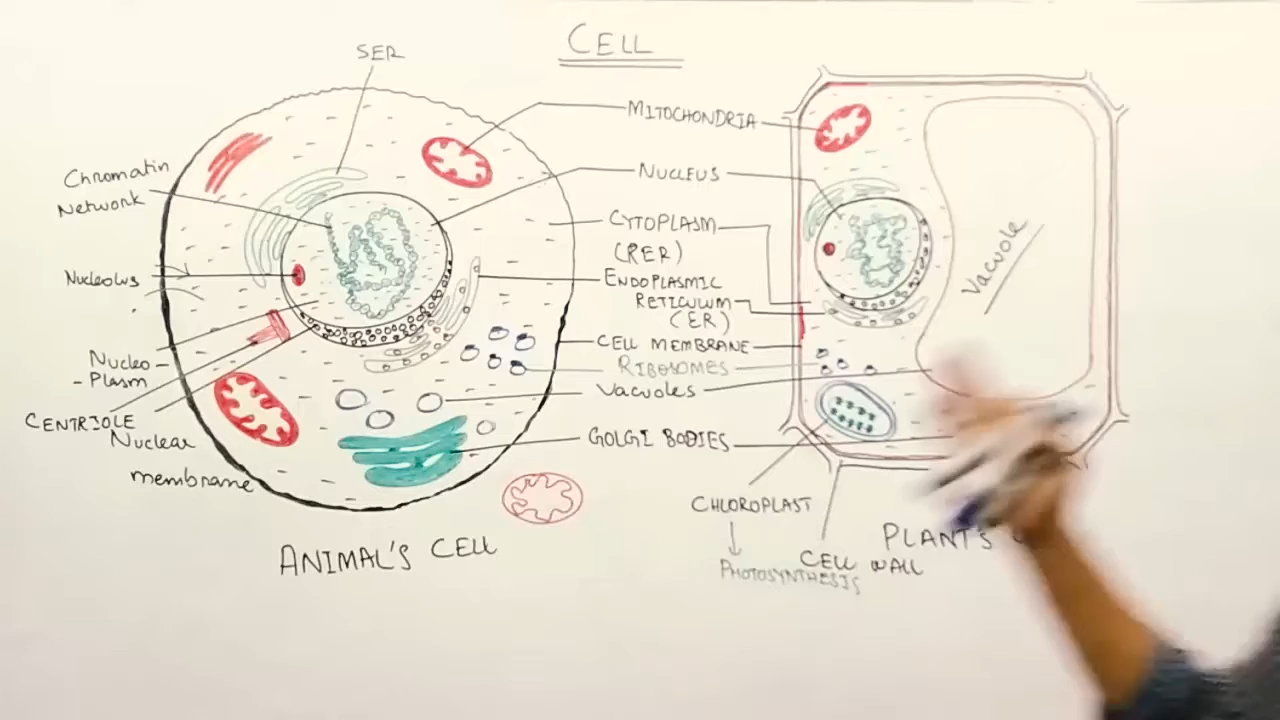 CELL
SER
MITOCHONDRIA
Chromatin
Network
NUCLEUS
CYTOPLASM
(RER)
Nucleolus
ENDOPLASMIC
RETICULUM
(ER)
Vacuole
CELL MEMBRANE
Nucleo-
-Plasm
RIBOSOMES
Vacuoles
CENTRIOLE
Nuclear
membrane
GOLGI BODIES
CHLOROPLAST
CELL WALL
PHOTOSYNTHESIS
ANIMAL'S CELL
PLANT'S